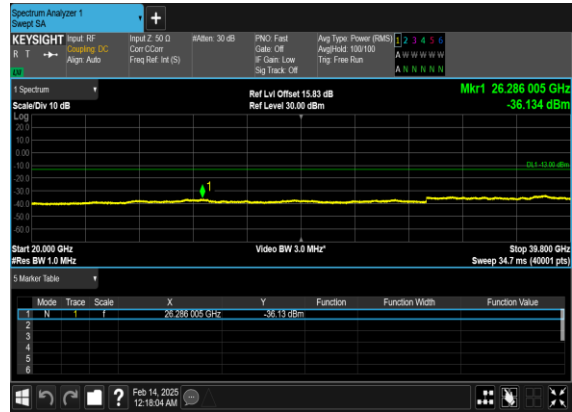 Spectrum Analyzer 1
Swept SA
+
KEYSIGHT Input: RF Input Z: 50 Ω #Atten: 30 dB PNO: Fast Avg Type: Power (RMS) 1 2 3 4 5 6
R T Coupling: DC Corr CCorr Gate: Off Avg|Hold: 100/100 A W W W W W
Align: Auto Freq Ref: Int (S) IF Gain: Low Trig: Free Run
Sig Track: Off A N N N N N
1 Spectrum Ref Lvl Offset 15.83 dB Mkr1 26.286 005 GHz
Scale/Div 10 dB Ref Level 30.00 dBm -36.134 dBm
Log
20.0
10.0
0.00
-10.0
DL1 -13.00 dBm
-20.0
-30.0
1
-40.0
-50.0
-60.0
Start 20.000 GHz Video BW 3.0 MHz* Stop 39.800 GHz
#Res BW 1.0 MHz Sweep 34.7 ms (40001 pts)
5 Marker Table
Mode Trace Scale X Y Function Function Width Function Value
1 N 1 f 26.286 005 GHz -36.13 dBm
2
3
4
5
6
? Feb 14, 2025
12:18:04 AM